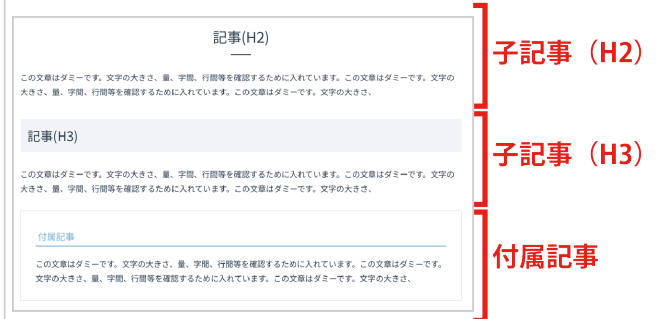 記事(H2)
子記事（H2）
この文章はダミーです。文字の大きさ、量、字間、行間等を確認するために入れています。この文章はダミーです。文字の
大きさ、量、字間、行間等を確認するために入れています。この文章はダミーです。文字の大きさ、
記事(H3)
子記事（H3）
この文章はダミーです。文字の大きさ、量、字間、行間等を確認するために入れています。この文章はダミーです。文字の
大きさ、量、字間、行間等を確認するために入れています。この文章はダミーです。文字の大きさ、
付属記事
付属記事
この文章はダミーです。文字の大きさ、量、字間、行間等を確認するために入れています。この文章はダミーです。
文字の大きさ、量、字間、行間等を確認するために入れています。この文章はダミーです。文字の大きさ、